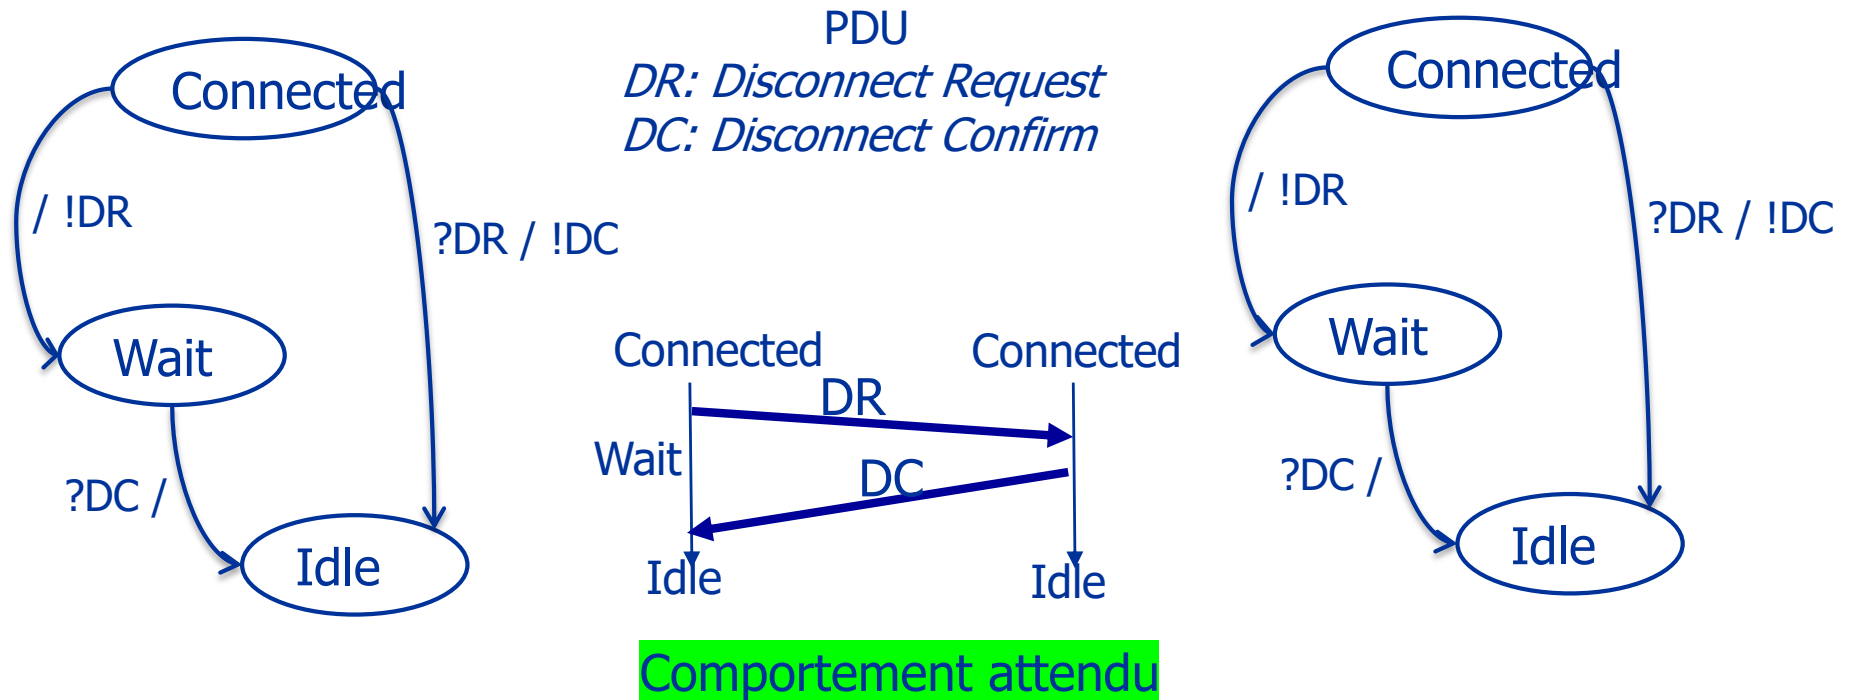 PDU
DR: Disconnect Request
DC: Disconnect Confirm
Connected
/ !DR
?DR / !DC
Wait
?DC /
Idle
Connected
Connected
DR
Wait
DC
Idle
Idle
Comportement attendu
Connected
/ !DR
?DR / !DC
Wait
?DC /
Idle